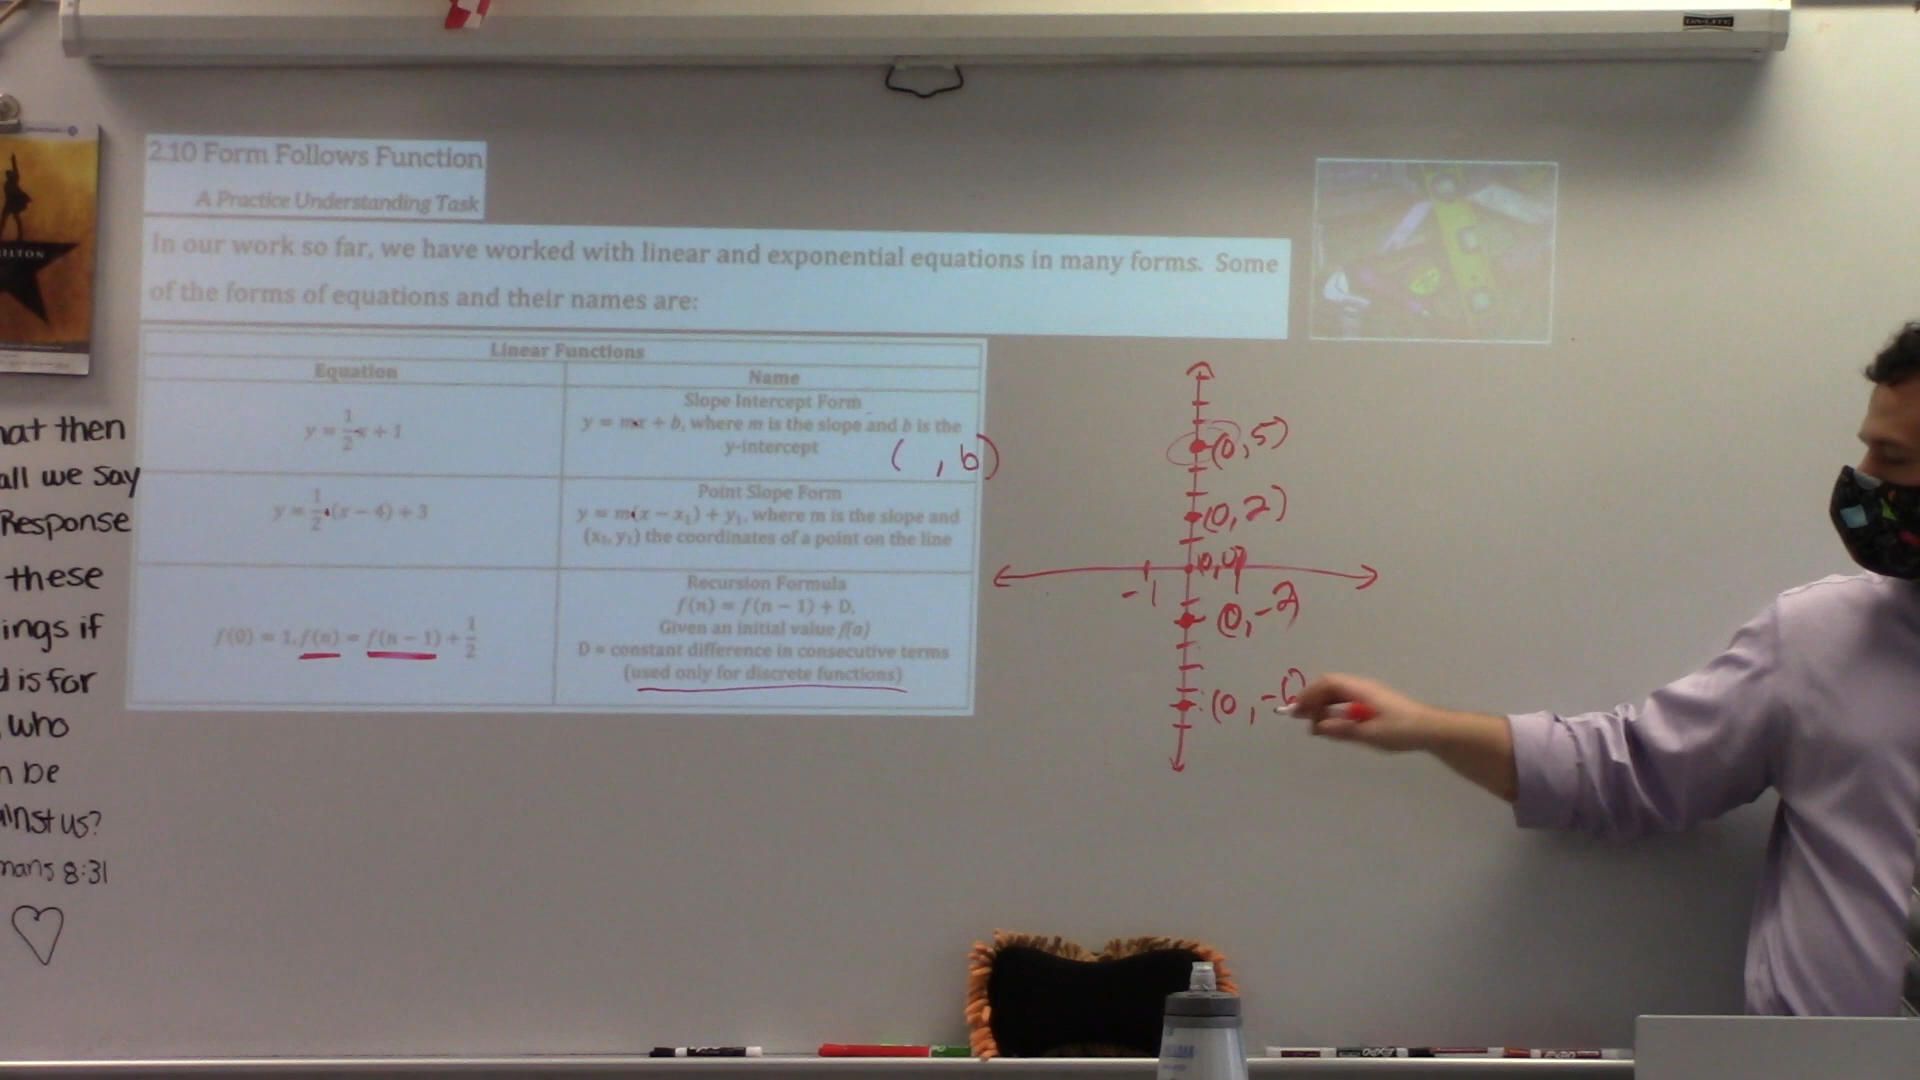 2.10 Form Follows Function
A Practice Understanding Task
In our work so far, we have worked with linear and exponential equations in many forms. Some
of the forms of equations and their names are:
Linear Functions
Equation
Name
y = 1/2 x + 1
Slope Intercept Form
y = mx + b, where m is the slope and b is the
y-intercept
( , b)
y = 1/2 (x − 4) + 3
Point Slope Form
y = m(x − x₁) + y₁, where m is the slope and
(x₁, y₁) the coordinates of a point on the line
f(0) = 1, f(n) = f(n − 1) + 1/2
Recursion Formula
f(n) = f(n − 1) + D,
Given an initial value f(a)
D = constant difference in consecutive terms
(used only for discrete functions)
(0, 5)
(0, 2)
(0, 0)
-1
(0, -2)
(0, -6)
hat then
all we say
Response
these
ings if
d is for
who
n be
ainst us?
mans 8:31
ILTON